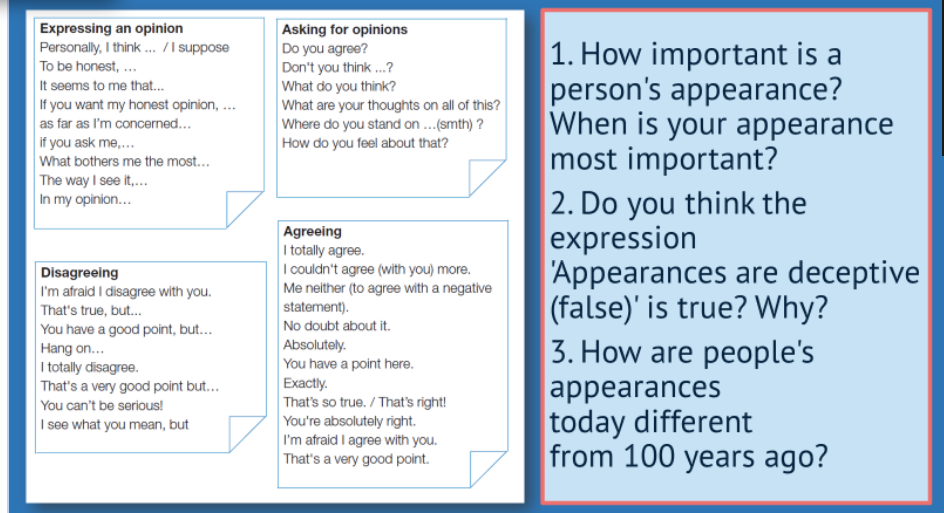 Expressing an opinion
Personally, I think ... / I suppose
To be honest, ...
It seems to me that...
If you want my honest opinion, ...
as far as I'm concerned...
if you ask me,...
What bothers me the most...
The way I see it,...
In my opinion...
Asking for opinions
Do you agree?
Don't you think ...?
What do you think?
What are your thoughts on all of this?
Where do you stand on ...(smth) ?
How do you feel about that?
Disagreeing
I'm afraid I disagree with you.
That's true, but...
You have a good point, but...
Hang on...
I totally disagree.
That's a very good point but...
You can't be serious!
I see what you mean, but
Agreeing
I totally agree.
I couldn't agree (with you) more.
Me neither (to agree with a negative
statement).
No doubt about it.
Absolutely.
You have a point here.
Exactly.
That's so true. / That's right!
You're absolutely right.
I'm afraid I agree with you.
That's a very good point.
1. How important is a
person's appearance?
When is your appearance
most important?
2. Do you think the
expression
'Appearances are deceptive
(false)' is true? Why?
3. How are people's
appearances
today different
from 100 years ago?